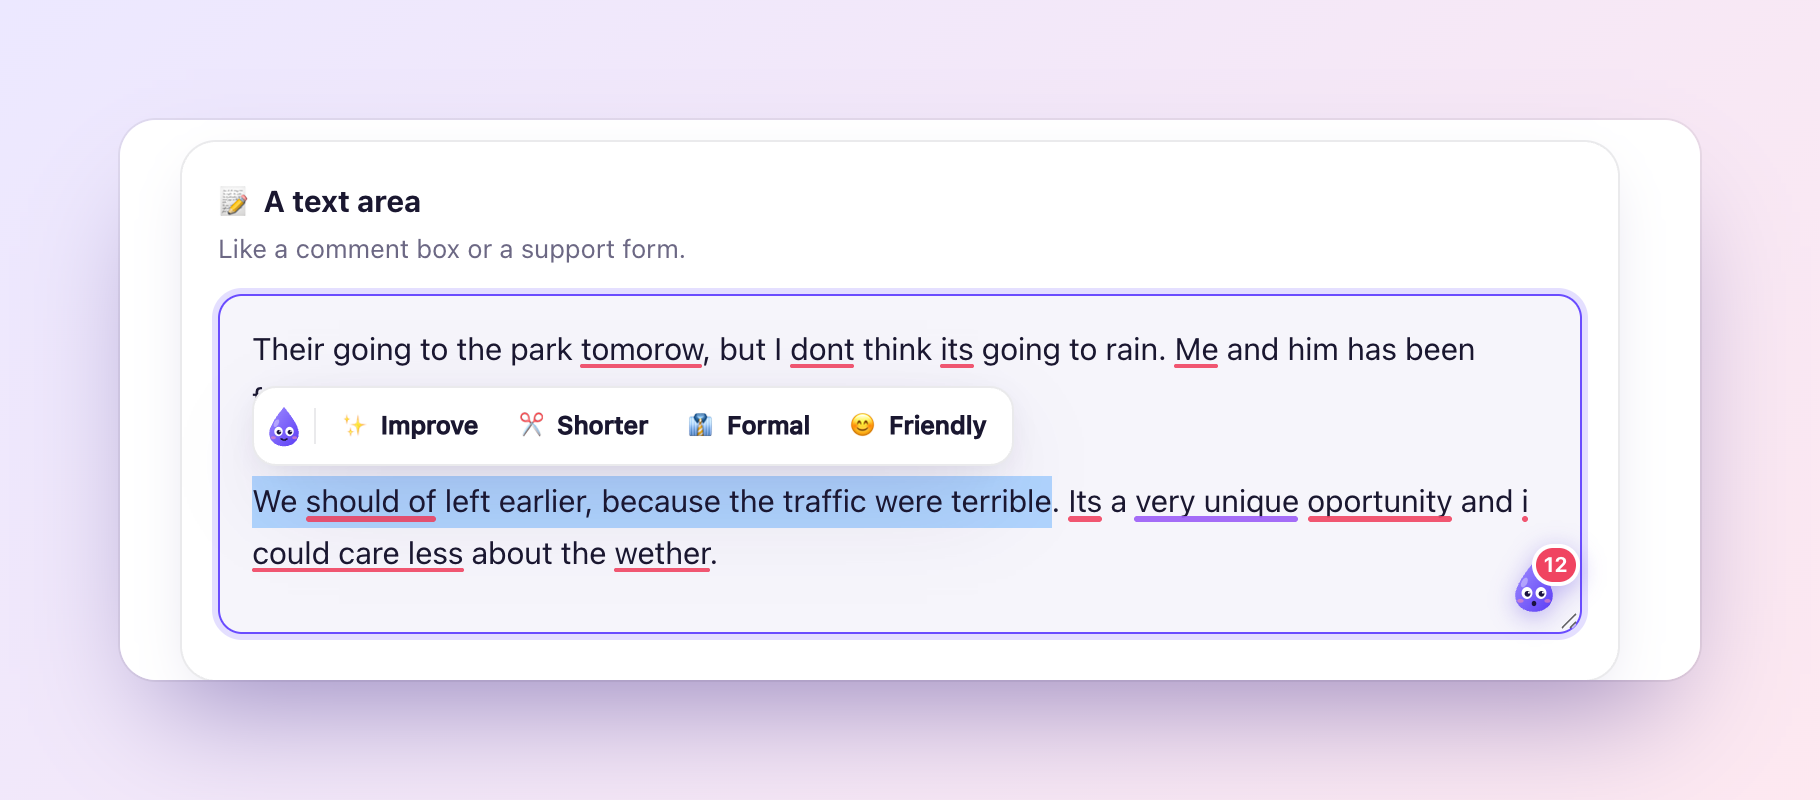 A text area
Like a comment box or a support form.
Their going to the park tomorow, but I dont think its going to rain. Me and him has been
Improve Shorter Formal Friendly
We should of left earlier, because the traffic were terrible. Its a very unique oportunity and i
could care less about the wether.
12